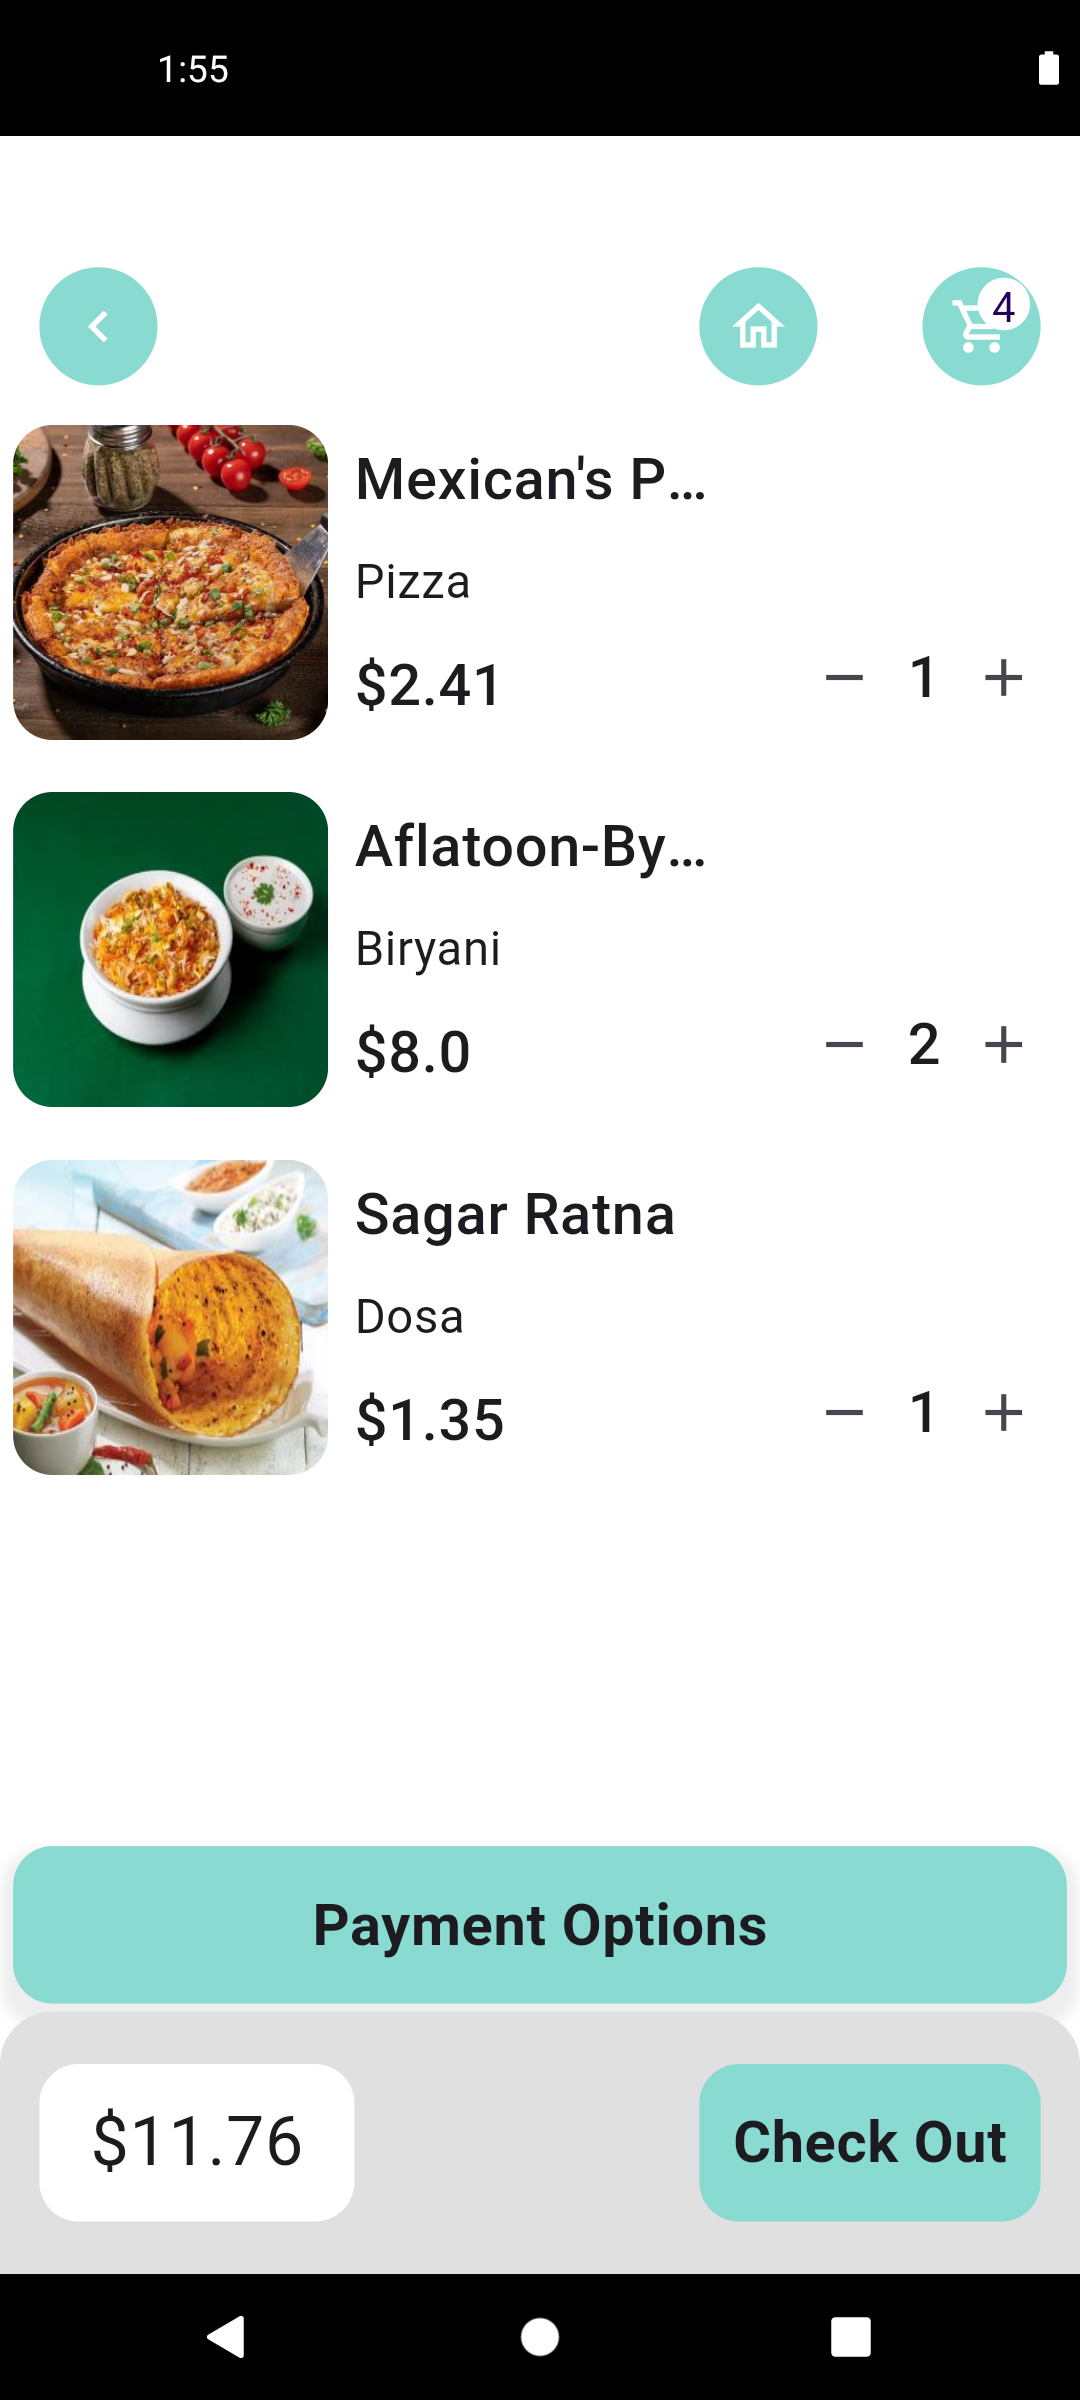 1:55
4
Mexican's P...
Pizza
$2.41
1
Aflatoon-By...
Biryani
$8.0
2
Sagar Ratna
Dosa
$1.35
1
Payment Options
$11.76
Check Out